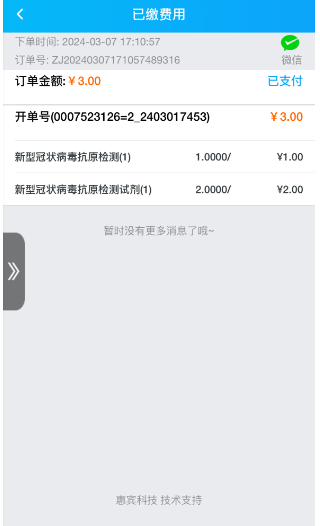 已缴费用
下单时间: 2024-03-07 17:10:57
订单号: ZJ20240307171057489316
微信
订单金额: ¥3.00 已支付
开单号(0007523126=2_2403017453) ¥3.00
新型冠状病毒抗原检测(1) 1.0000/ ¥1.00
新型冠状病毒抗原检测试剂(1) 2.0000/ ¥2.00
暂时没有更多消息了哦~
惠宾科技 技术支持